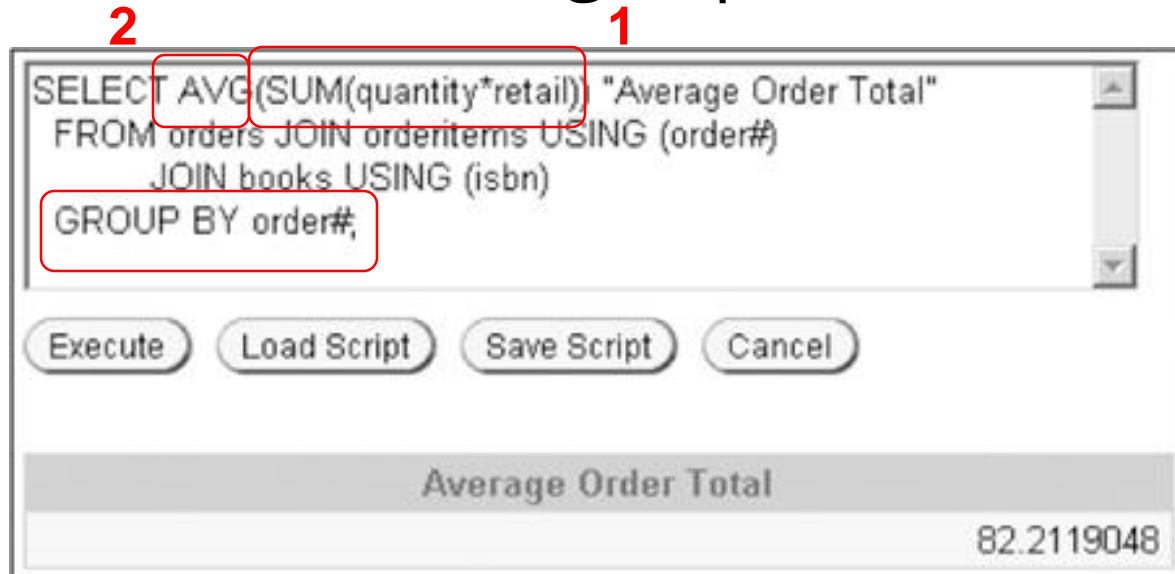 2 1
SELECT AVG(SUM(quantity*retail)) "Average Order Total"
FROM orders JOIN orderitems USING (order#)
JOIN books USING (isbn)
GROUP BY order#;
Execute Load Script Save Script Cancel
Average Order Total
82.2119048